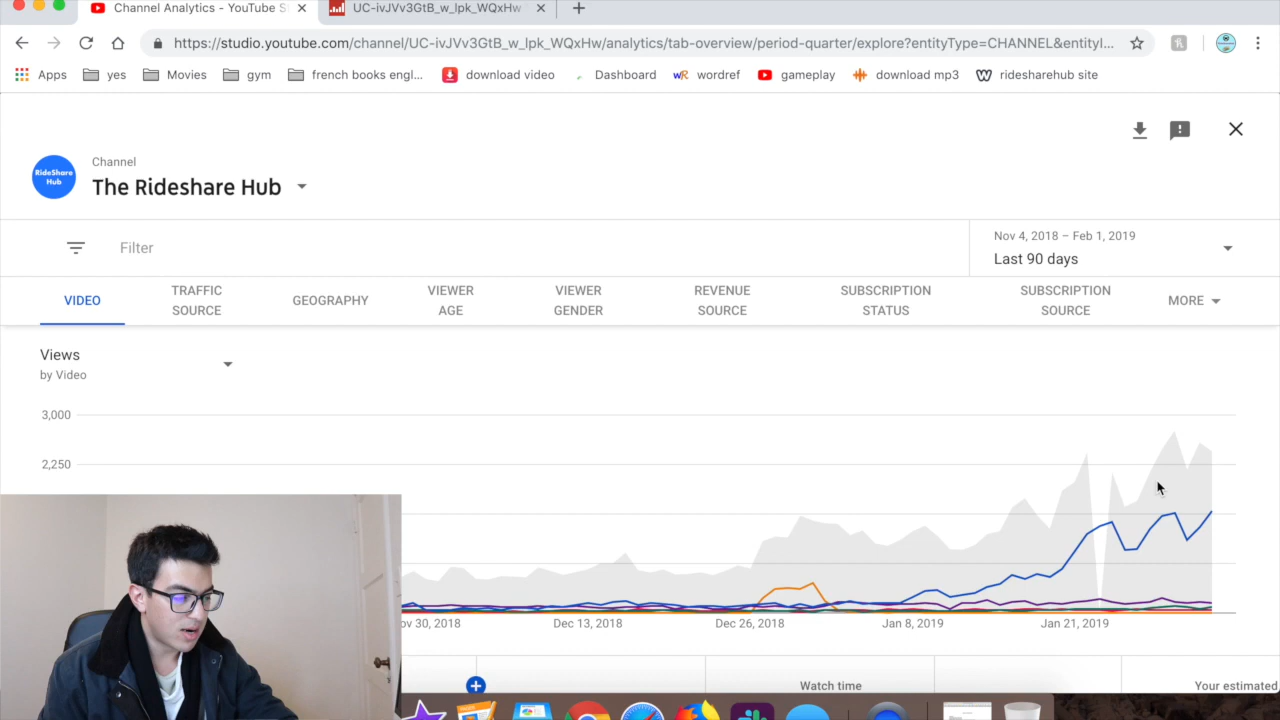 Channel Analytics - YouTube S
UC-ivJVv3GtB_w_lpk_WQxHw
https://studio.youtube.com/channel/UC-ivJVv3GtB_w_lpk_WQxHw/analytics/tab-overview/period-quarter/explore?entityType=CHANNEL&entityI...
Apps yes Movies gym french books engl... download video Dashboard wordref gameplay download mp3 ridesharehub site
RideShare
Hub
Channel
The Rideshare Hub
Filter
Nov 4, 2018 – Feb 1, 2019
Last 90 days
VIDEO
TRAFFIC
SOURCE
GEOGRAPHY
VIEWER
AGE
VIEWER
GENDER
REVENUE
SOURCE
SUBSCRIPTION
STATUS
SUBSCRIPTION
SOURCE
MORE
Views
by Video
3,000
2,250
ov 30, 2018 Dec 13, 2018 Dec 26, 2018 Jan 8, 2019 Jan 21, 2019
Watch time
Your estimated